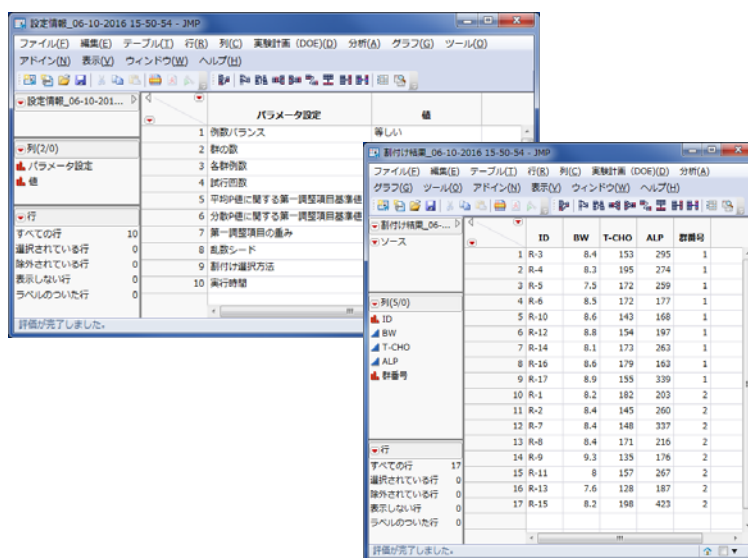 設定情報_06-10-2016 15-50-54 - JMP
ファイル(F) 編集(E) テーブル(T) 行(R) 列(C) 実験計画 (DOE)(D) 分析(A) グラフ(G) ツール(O)
アドイン(N) 表示(V) ウィンドウ(W) ヘルプ(H)
設定情報_06-10-201...
列(2/0)
パラメータ設定
値
行
すべての行 10
選択されている行 0
除外されている行 0
表示しない行 0
ラベルのついた行 0
パラメータ設定 値
1 例数バランス 等しい
2 群の数
3 各群例数
4 試行回数
5 平均P値に関する第一調整項目基準値
6 分散P値に関する第一調整項目基準値
7 第一調整項目の重み
8 乱数シード
9 割付け選択方法
10 実行時間
評価が完了しました。
割付け結果_06-10-2016 15-50-54 - JMP
ファイル(F) 編集(E) テーブル(T) 行(R) 列(C) 実験計画 (DOE)(D) 分析(A)
グラフ(G) ツール(O) アドイン(N) 表示(V) ウィンドウ(W) ヘルプ(H)
割付け結果_06-...
ソース
列(5/0)
ID
BW
T-CHO
ALP
群番号
行
すべての行 17
選択されている行 0
除外されている行 0
表示しない行 0
ラベルのついた行 0
ID BW T-CHO ALP 群番号
1 R-3 8.4 153 295 1
2 R-4 8.3 195 274 1
3 R-5 7.5 172 259 1
4 R-6 8.5 172 177 1
5 R-10 8.6 143 168 1
6 R-12 8.8 154 197 1
7 R-14 8.1 173 263 1
8 R-16 8.6 179 163 1
9 R-17 8.9 155 339 1
10 R-1 8.2 182 203 2
11 R-2 8.4 145 260 2
12 R-7 8.4 148 337 2
13 R-8 8.4 171 216 2
14 R-9 9.3 135 176 2
15 R-11 8 157 267 2
16 R-13 7.6 128 187 2
17 R-15 8.2 198 423 2
評価が完了しました。